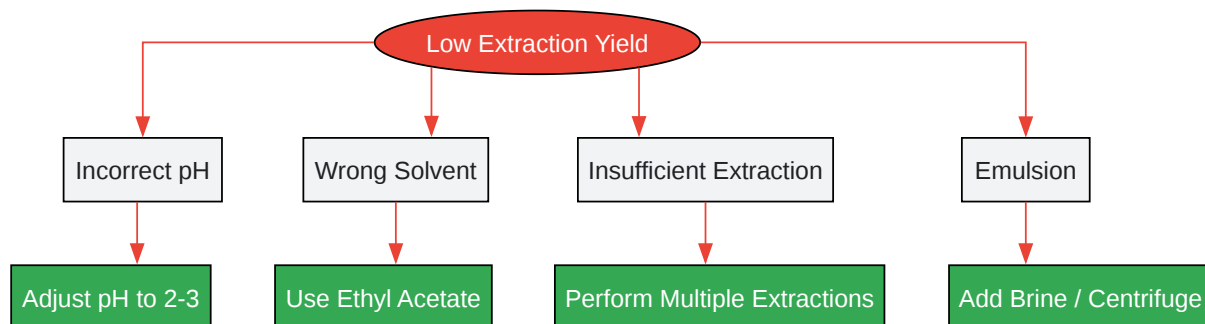 Low Extraction Yield
Incorrect pH
Wrong Solvent
Insufficient Extraction
Emulsion
Adjust pH to 2-3
Use Ethyl Acetate
Perform Multiple Extractions
Add Brine / Centrifuge